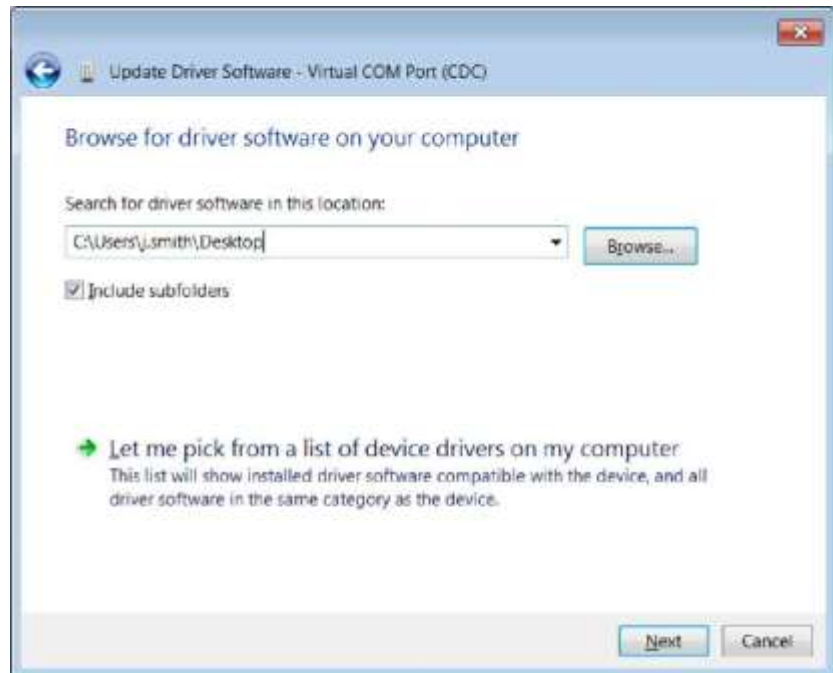 Update Driver Software - Virtual COM Port (CDC)
Browse for driver software on your computer
Search for driver software in this location:
C:\Users\j.smith\Desktop
Browse...
Include subfolders
Let me pick from a list of device drivers on my computer
This list will show installed driver software compatible with the device, and all
driver software in the same category as the device.
Next
Cancel